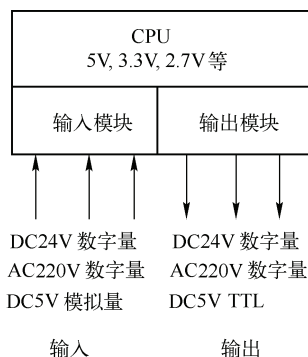 CPU
5V, 3.3V, 2.7V 等
输入模块
输出模块
DC24V 数字量
AC220V 数字量
DC5V 模拟量
DC24V 数字量
AC220V 数字量
DC5V TTL
输入
输出